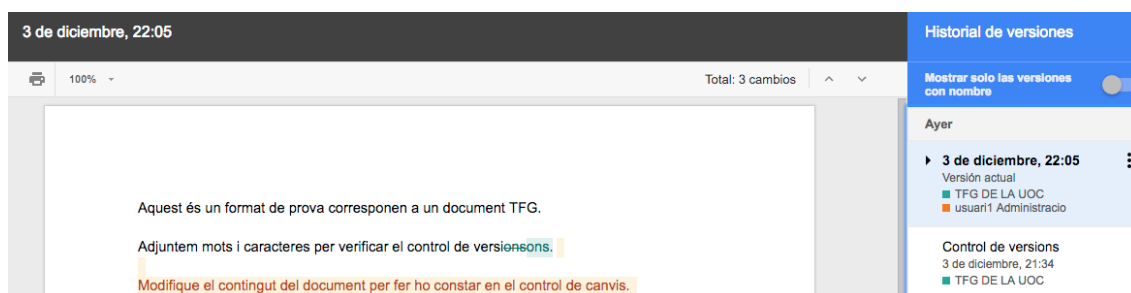 3 de diciembre, 22:05
Historial de versiones
100%
Total: 3 cambios
Mostrar solo las versiones
con nombre
Ayer
3 de diciembre, 22:05
Versión actual
TFG DE LA UOC
usuari1 Administracio
Control de versions
3 de diciembre, 21:34
TFG DE LA UOC
Aquest és un format de prova corresponen a un document TFG.
Adjuntem mots i caracteres per verificar el control de versionsons.
Modifique el contingut del document per fer ho constar en el control de canvis.